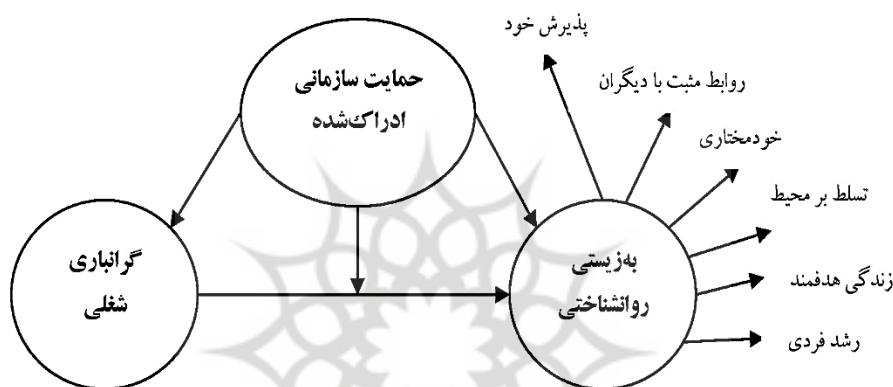 پذیرش خود
روابط مثبت با دیگران
خودمختاری
تسلط بر محیط
زندگی هدفمند
رشد فردی
حمایت سازمانی
ادراک‌شده
به‌زیستی
روانشناختی
گرانباری
شغلی